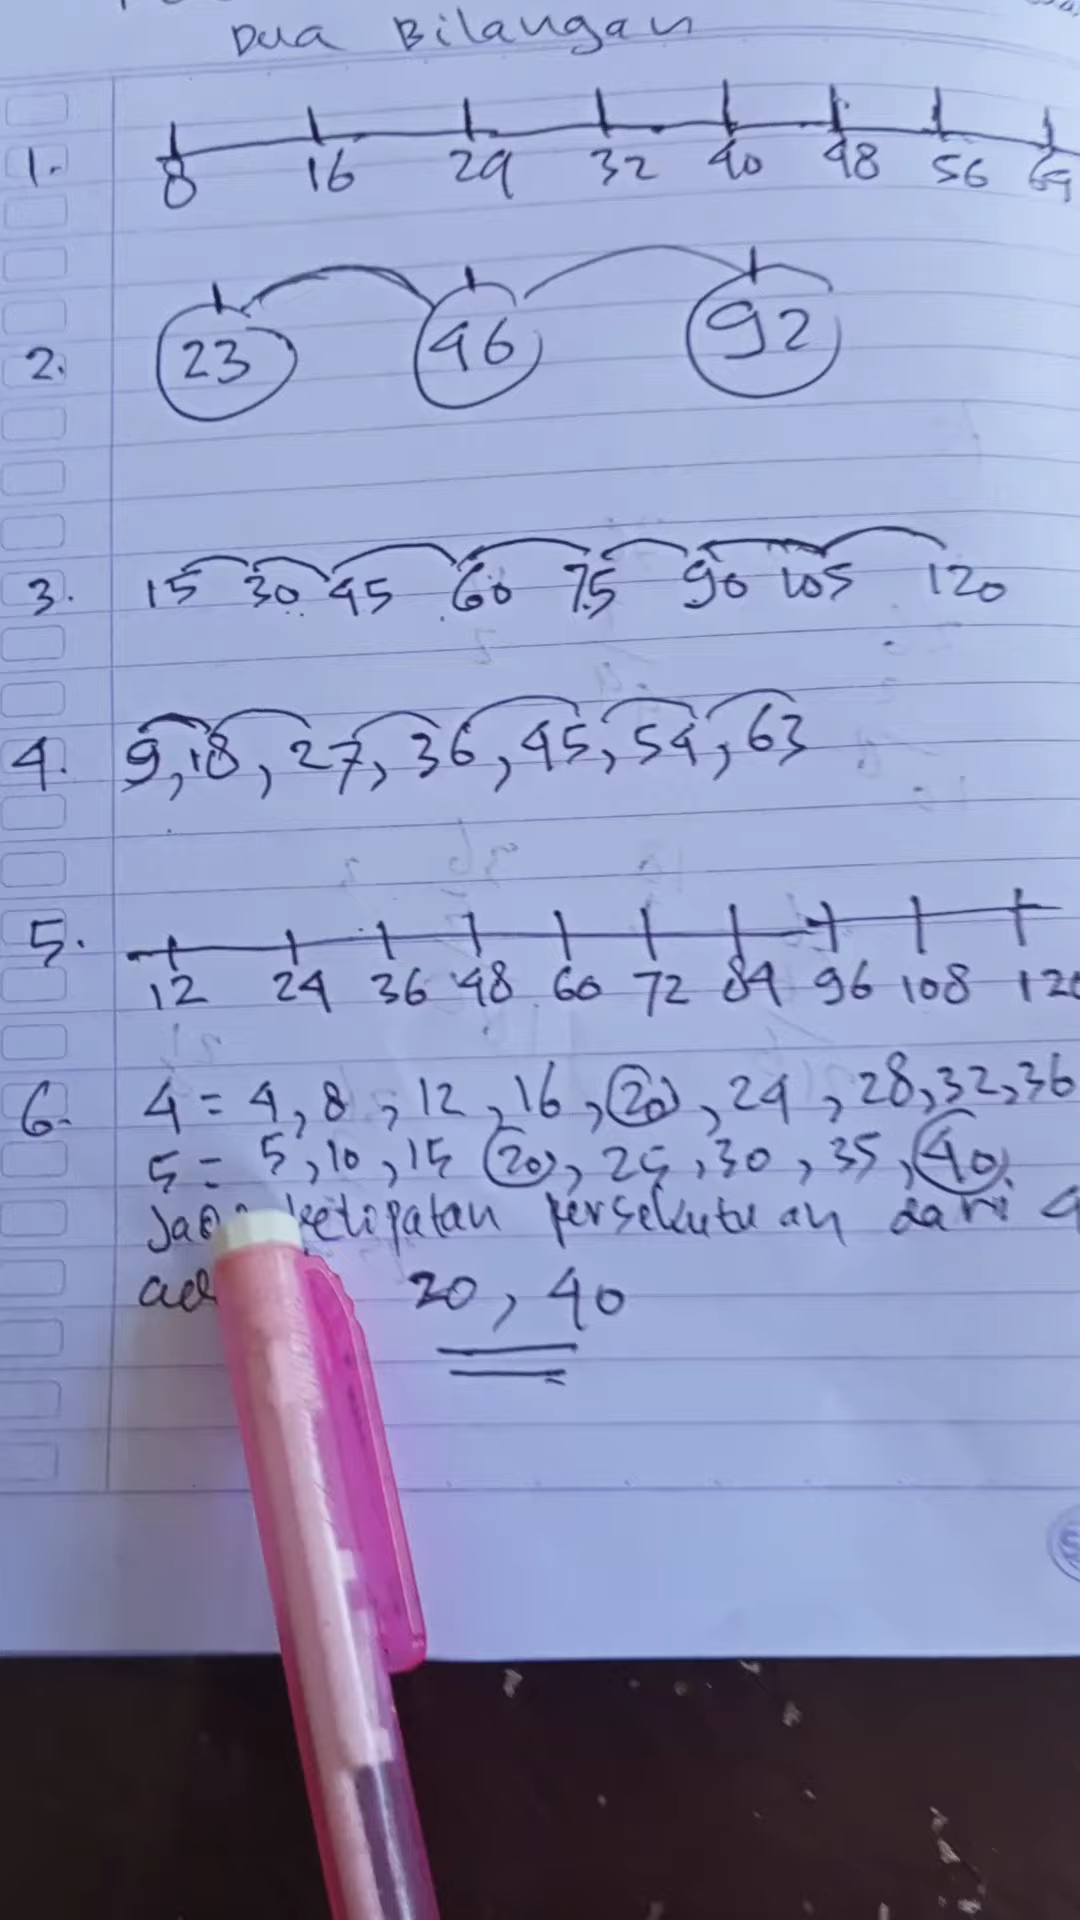 Dua Bilangan
1. 8 16 24 32 40 48 56 64
2. 23 46 92
3. 15 30 45 60 75 90 105 120
4. 9, 18, 27, 36, 45, 54, 63
5. 12 24 36 48 60 72 84 96 108 120
6. 4 = 4, 8, 12, 16, 20, 24, 28, 32, 36
5 = 5, 10, 15 20, 25, 30, 35, 40.
kelipatan persekutuan dari 4
20, 40